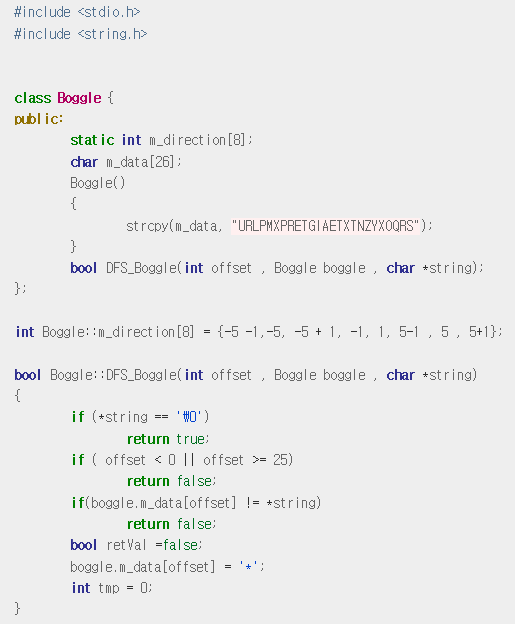 #include <stdio.h>
#include <string.h>
class Boggle {
public:
static int m_direction[8];
char m_data[26];
Boggle()
{
strcpy(m_data, "URLPMXPRETGIAETXTNZYXOQRS");
}
bool DFS_Boggle(int offset , Boggle boggle , char *string);
};
int Boggle::m_direction[8] = {-5 -1,-5, -5 + 1, -1, 1, 5-1 , 5 , 5+1};
bool Boggle::DFS_Boggle(int offset , Boggle boggle , char *string)
{
if (*string == '₩0')
return true;
if ( offset < 0 || offset >= 25)
return false;
if(boggle.m_data[offset] != *string)
return false;
bool retVal =false;
boggle.m_data[offset] = '*';
int tmp = 0;
}